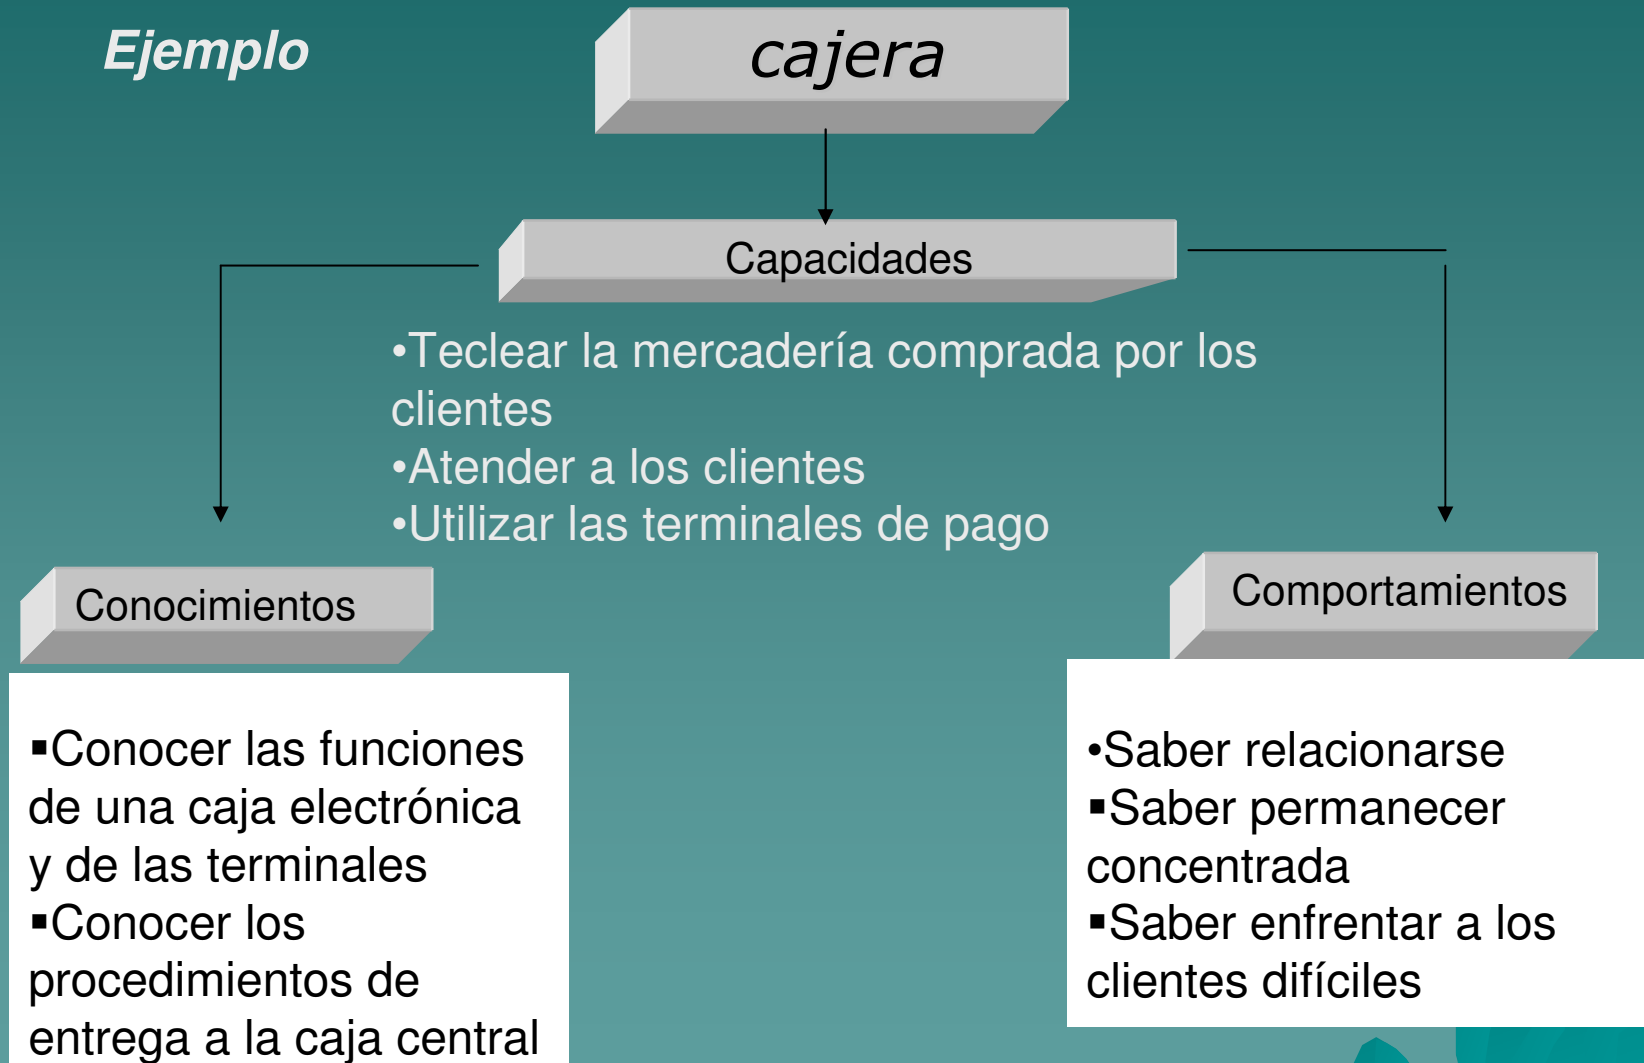 Ejemplo
cajera
Capacidades
•Teclear la mercadería comprada por los
clientes
•Atender a los clientes
•Utilizar las terminales de pago
Conocimientos
▪Conocer las funciones
de una caja electrónica
y de las terminales
▪Conocer los
procedimientos de
entrega a la caja central
Comportamientos
•Saber relacionarse
▪Saber permanecer
concentrada
▪Saber enfrentar a los
clientes difíciles